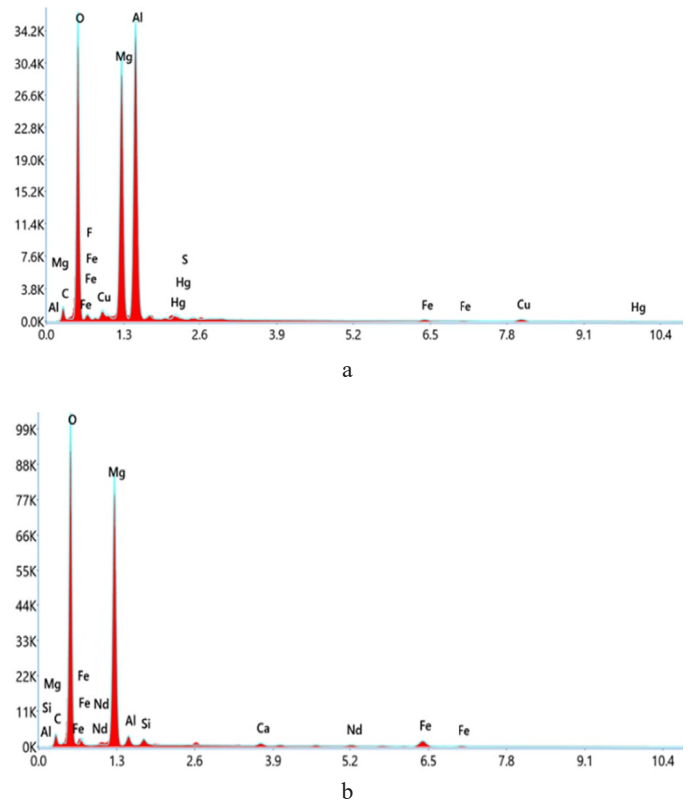 34.2K O Al
30.4K Mg
26.6K
22.8K
19.0K
15.2K
11.4K F
7.6K Mg Fe S
3.8K Al C Fe Fe Cu Hg Hg Fe Fe Cu Hg
0.0K
0.0 1.3 2.6 3.9 5.2 6.5 7.8 9.1 10.4
a
99K O
88K Mg
77K
66K
55K
44K
33K
22K Mg Fe
11K Si C Al Fe Fe Nd Nd Al Si Ca Nd Fe Fe
0K
0.0 1.3 2.6 3.9 5.2 6.5 7.8 9.1 10.4
b